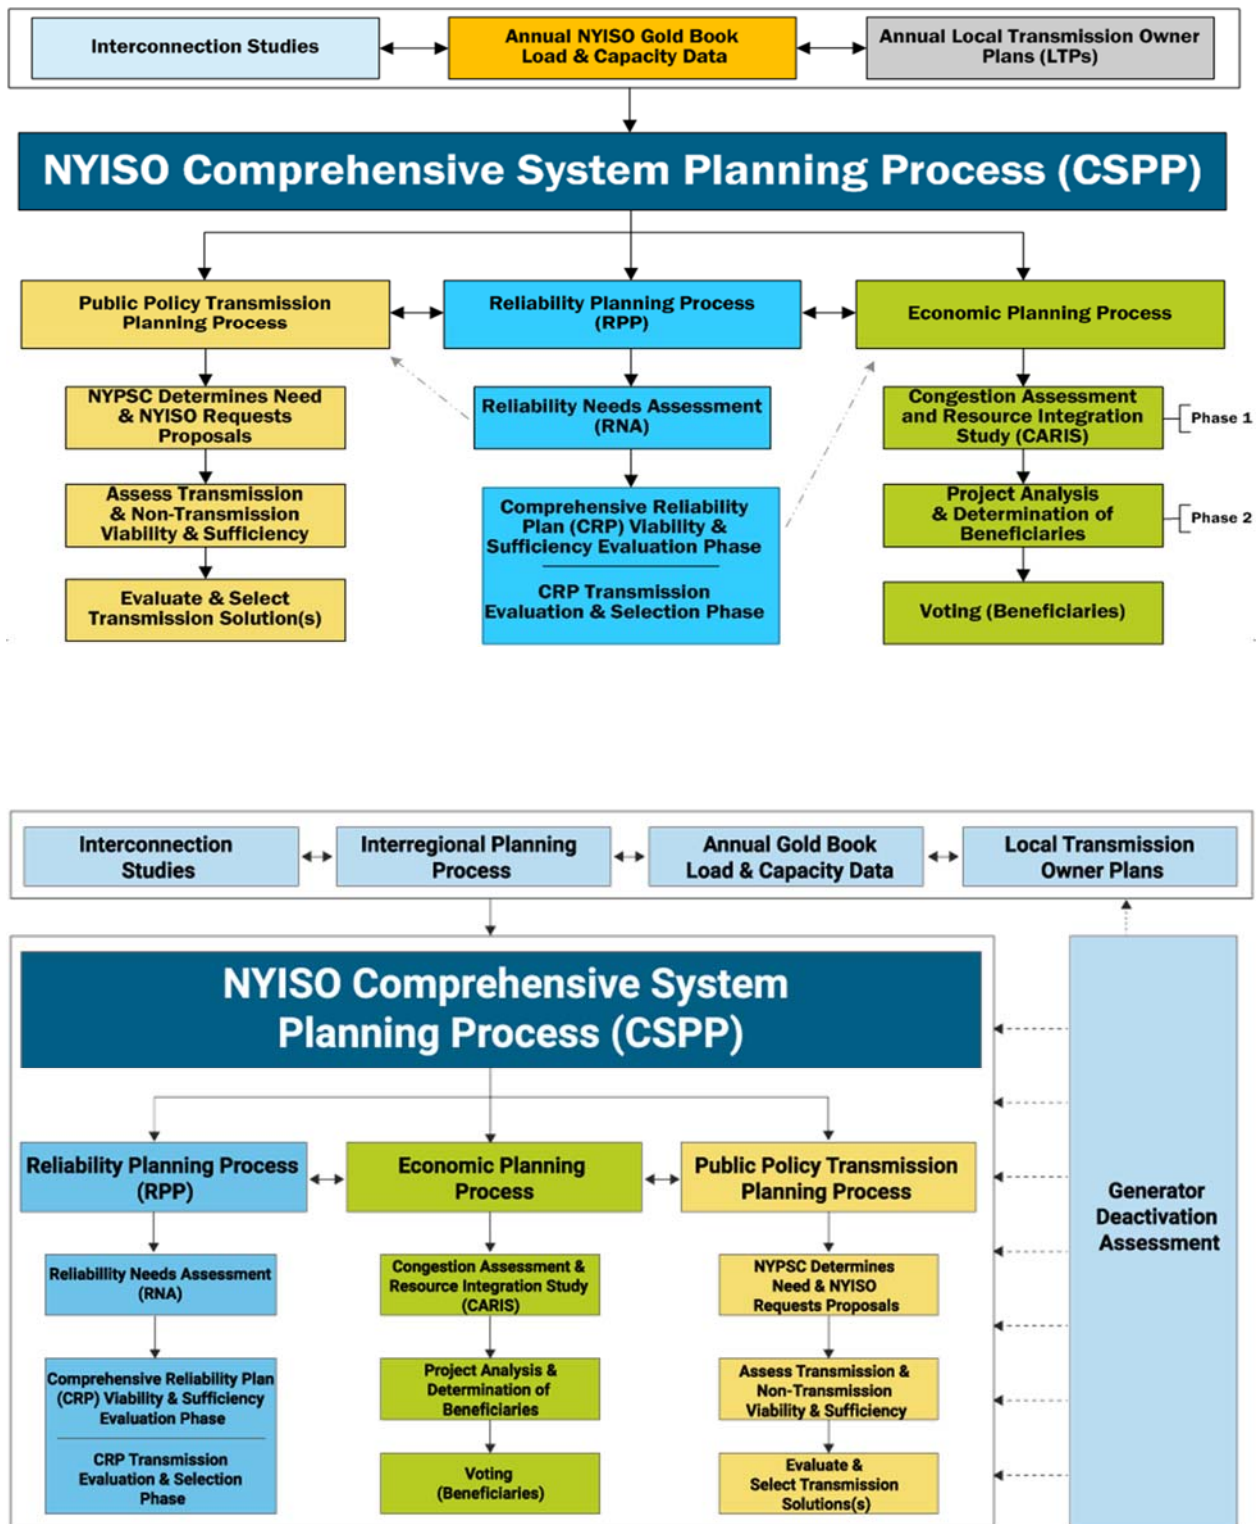 Interconnection Studies
Annual NYISO Gold Book
Load & Capacity Data
Annual Local Transmission Owner
Plans (LTPs)
NYISO Comprehensive System Planning Process (CSPP)
Public Policy Transmission
Planning Process
Reliability Planning Process
(RPP)
Economic Planning Process
NYPSC Determines Need
& NYISO Requests
Proposals
Reliability Needs Assessment
(RNA)
Congestion Assessment
and Resource Integration
Study (CARIS)
Phase 1
Assess Transmission
& Non-Transmission
Viability & Sufficiency
Comprehensive Reliability
Plan (CRP) Viability &
Sufficiency Evaluation Phase
CRP Transmission
Evaluation & Selection Phase
Project Analysis
& Determination of
Beneficiaries
Phase 2
Evaluate & Select
Transmission Solution(s)
Voting (Beneficiaries)
Interconnection
Studies
Interregional Planning
Process
Annual Gold Book
Load & Capacity Data
Local Transmission
Owner Plans
NYISO Comprehensive System
Planning Process (CSPP)
Reliability Planning Process
(RPP)
Economic Planning
Process
Public Policy Transmission
Planning Process
Generator
Deactivation
Assessment
Reliabillity Needs Assessment
(RNA)
Congestion Assessment &
Resource Integration Study
(CARIS)
NYPSC Determines
Need & NYISO
Requests Proposals
Comprehensive Reliability Plan
(CRP) Viability & Sufficiency
Evaluation Phase
CRP Transmission
Evaluation & Selection
Phase
Project Analysis &
Determination of
Beneficiaries
Assess Transmission &
Non-Transmission
Viability & Sufficiency
Voting
(Beneficiaries)
Evaluate &
Select Transmission
Solutions(s)